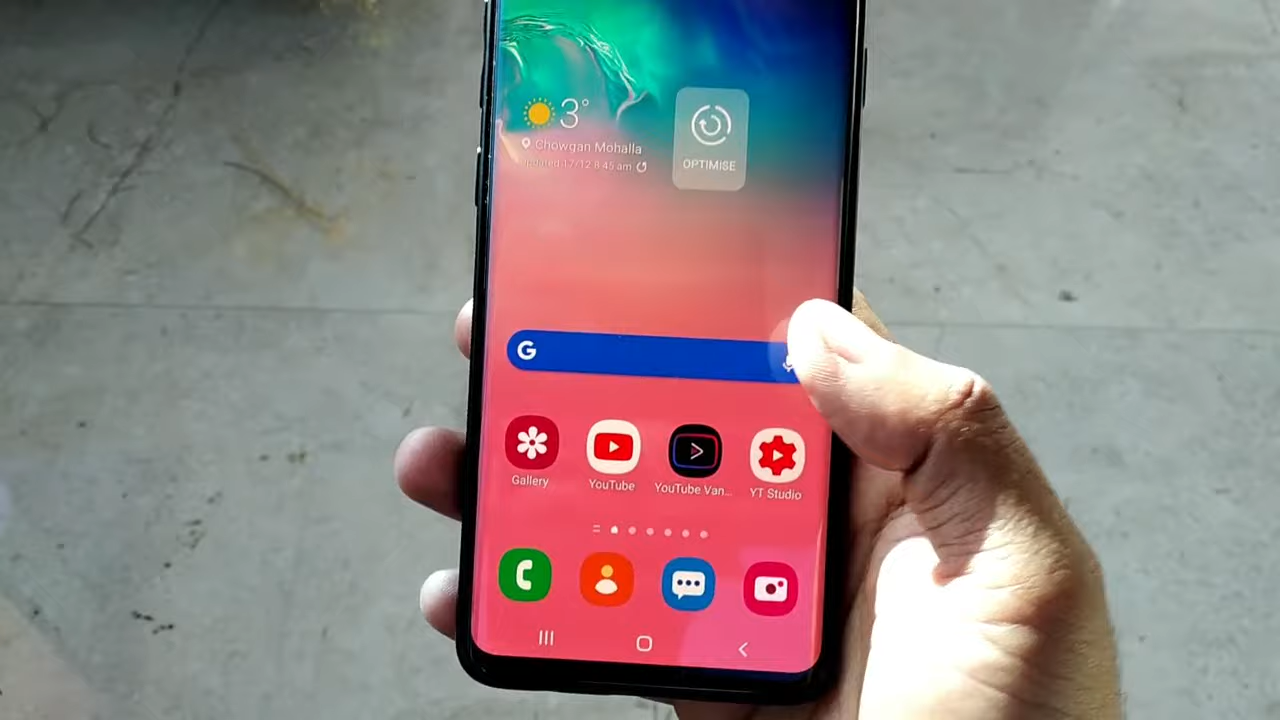 3°
Chowgan Mohalla
Updated 17/12 8:45 am
OPTIMISE
G
Gallery
YouTube
YouTube Van...
YT Studio